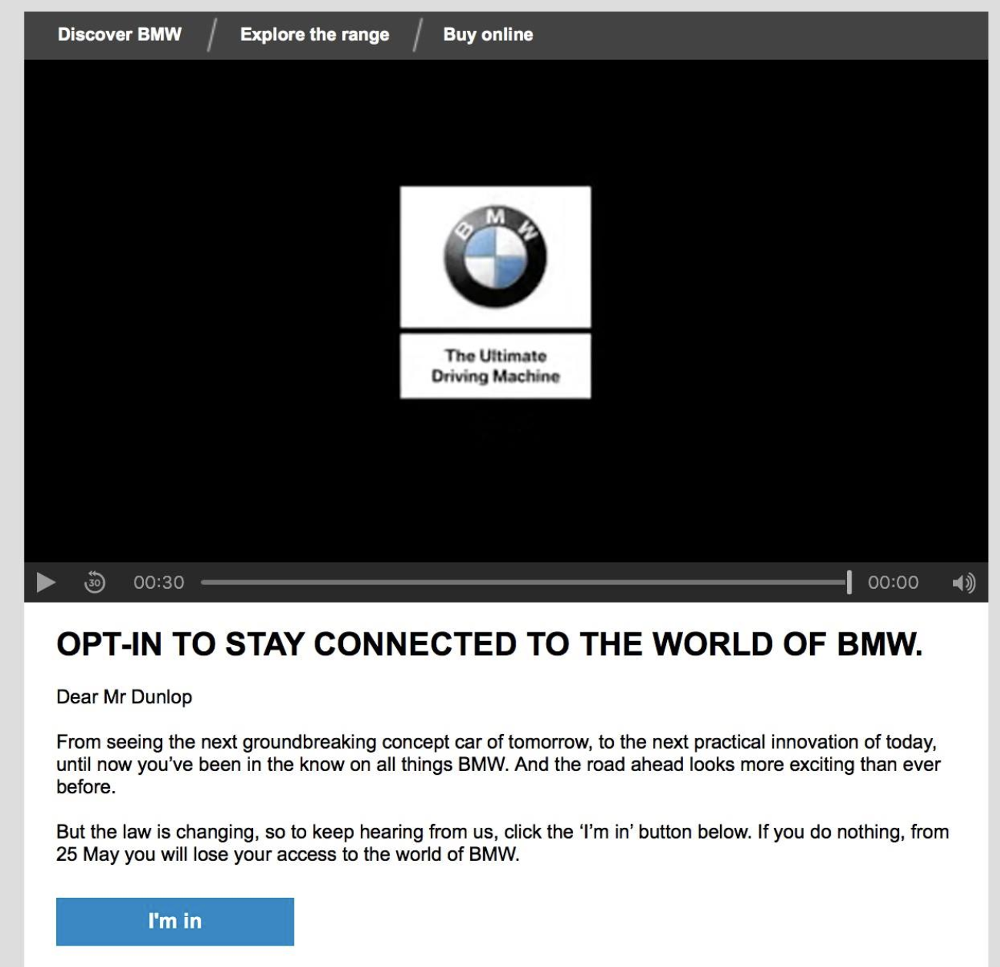 Discover BMW / Explore the range / Buy online
BMW
The Ultimate
Driving Machine
30
00:30 00:00
OPT-IN TO STAY CONNECTED TO THE WORLD OF BMW.
Dear Mr Dunlop
From seeing the next groundbreaking concept car of tomorrow, to the next practical innovation of today,
until now you’ve been in the know on all things BMW. And the road ahead looks more exciting than ever
before.
But the law is changing, so to keep hearing from us, click the ‘I’m in’ button below. If you do nothing, from
25 May you will lose your access to the world of BMW.
I'm in